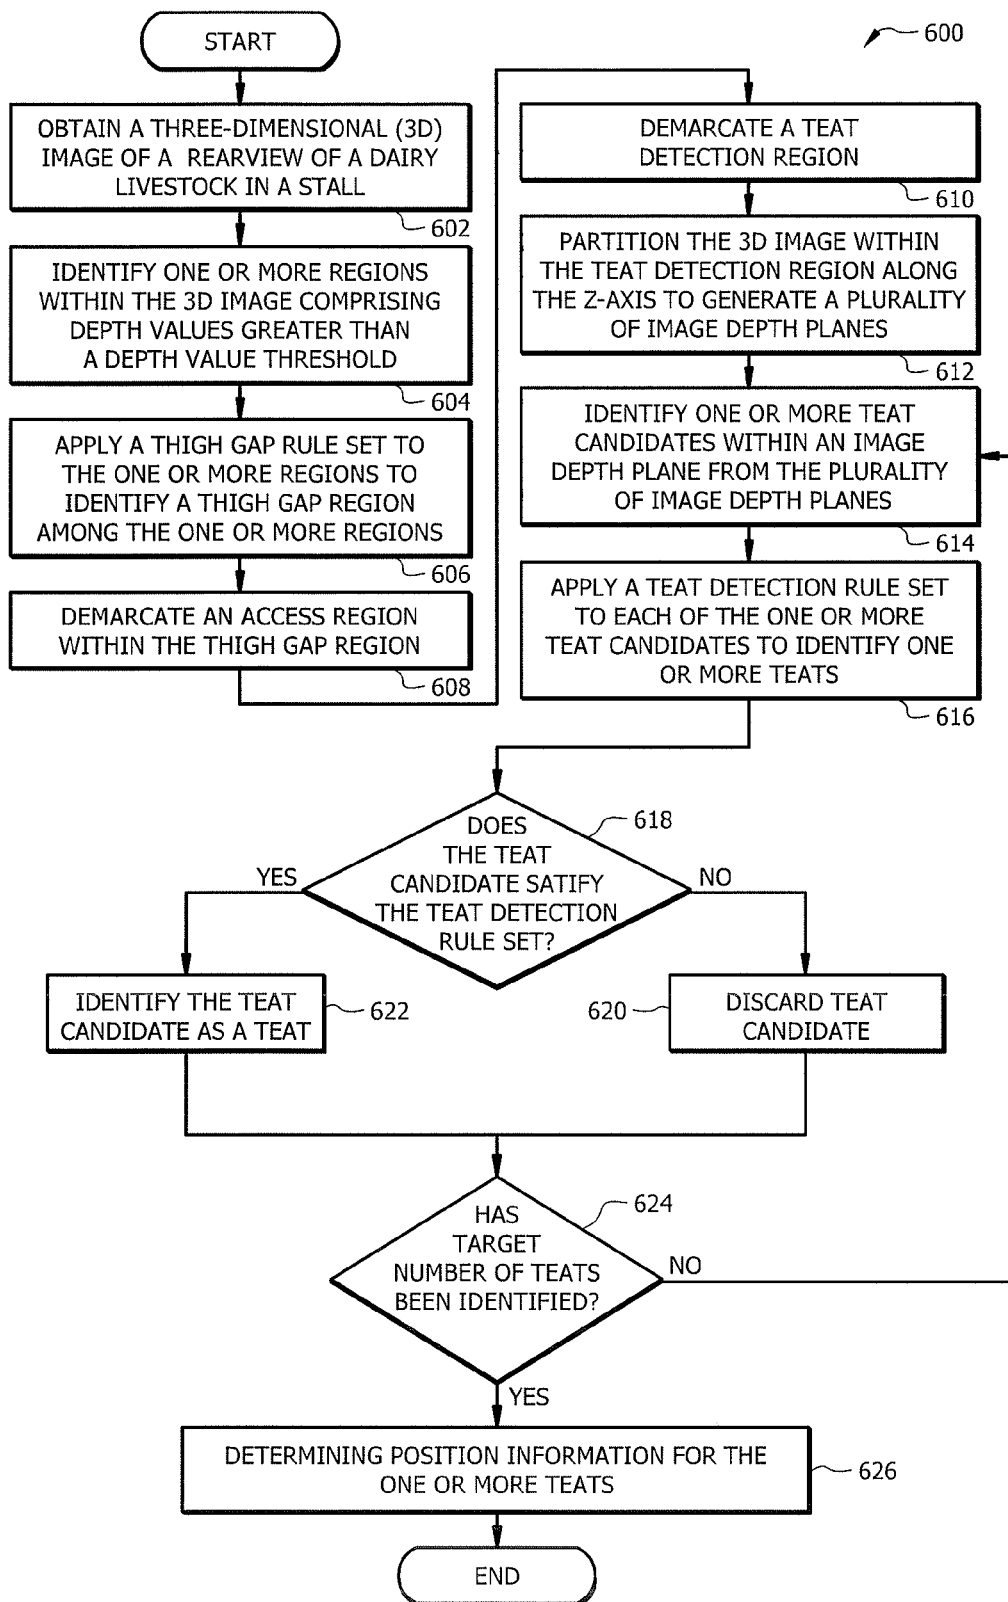 START
600
OBTAIN A THREE-DIMENSIONAL (3D)
IMAGE OF A REARVIEW OF A DAIRY
LIVESTOCK IN A STALL
602
IDENTIFY ONE OR MORE REGIONS
WITHIN THE 3D IMAGE COMPRISING
DEPTH VALUES GREATER THAN
A DEPTH VALUE THRESHOLD
604
APPLY A THIGH GAP RULE SET TO
THE ONE OR MORE REGIONS TO
IDENTIFY A THIGH GAP REGION
AMONG THE ONE OR MORE REGIONS
606
DEMARCATE AN ACCESS REGION
WITHIN THE THIGH GAP REGION
608
DEMARCATE A TEAT
DETECTION REGION
610
PARTITION THE 3D IMAGE WITHIN
THE TEAT DETECTION REGION ALONG
THE Z-AXIS TO GENERATE A PLURALITY
OF IMAGE DEPTH PLANES
612
IDENTIFY ONE OR MORE TEAT
CANDIDATES WITHIN AN IMAGE
DEPTH PLANE FROM THE PLURALITY
OF IMAGE DEPTH PLANES
614
APPLY A TEAT DETECTION RULE SET
TO EACH OF THE ONE OR MORE
TEAT CANDIDATES TO IDENTIFY ONE
OR MORE TEATS
616
DOES
THE TEAT
CANDIDATE SATIFY
THE TEAT DETECTION
RULE SET?
618
YES
NO
IDENTIFY THE TEAT
CANDIDATE AS A TEAT
622
620
DISCARD TEAT
CANDIDATE
HAS
TARGET
NUMBER OF TEATS
BEEN IDENTIFIED?
624
NO
YES
DETERMINING POSITION INFORMATION FOR THE
ONE OR MORE TEATS
626
END